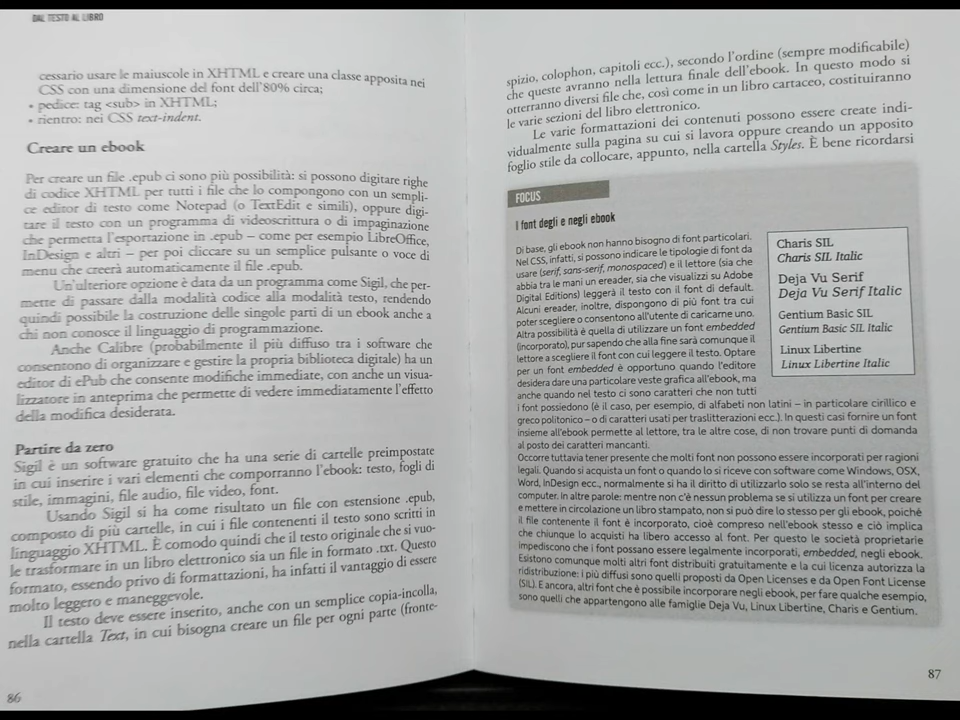 DAL TESTO AL LIBRO
cessario usare le maiuscole in XHTML e creare una classe apposita nei
CSS con una dimensione del font dell'80% circa;
• pedice: tag <sub> in XHTML;
• rientro: nei CSS text-indent.
Creare un ebook
Per creare un file .epub ci sono più possibilità: si possono digitare righe
di codice XHTML per tutti i file che lo compongono con un sempli-
ce editor di testo come Notepad (o TextEdit e simili), oppure digi-
tare il testo con un programma di videoscrittura o di impaginazione
che permetta l'esportazione in .epub – come per esempio LibreOffice,
InDesign e altri – per poi cliccare su un semplice pulsante o voce di
menu che creerà automaticamente il file .epub.
Un'ulteriore opzione è data da un programma come Sigil, che per-
mette di passare dalla modalità codice alla modalità testo, rendendo
quindi possibile la costruzione delle singole parti di un ebook anche a
chi non conosce il linguaggio di programmazione.
Anche Calibre (probabilmente il più diffuso tra i software che
consentono di organizzare e gestire la propria biblioteca digitale) ha un
editor di ePub che consente modifiche immediate, con anche un visua-
lizzatore in anteprima che permette di vedere immediatamente l'effetto
della modifica desiderata.
Partire da zero
Sigil è un software gratuito che ha una serie di cartelle preimpostate
in cui inserire i vari elementi che comporranno l'ebook: testo, fogli di
stile, immagini, file audio, file video, font.
Usando Sigil si ha come risultato un file con estensione .epub,
composto di più cartelle, in cui i file contenenti il testo sono scritti in
linguaggio XHTML. È comodo quindi che il testo originale che si vuo-
le trasformare in un libro elettronico sia un file in formato .txt. Questo
formato, essendo privo di formattazioni, ha infatti il vantaggio di essere
molto leggero e maneggevole.
Il testo deve essere inserito, anche con un semplice copia-incolla,
nella cartella Text, in cui bisogna creare un file per ogni parte (fronte-
86
spizio, colophon, capitoli ecc.), secondo l'ordine (sempre modificabile)
che queste avranno nella lettura finale dell'ebook. In questo modo si
otterranno diversi file che, così come in un libro cartaceo, costituiranno
le varie sezioni del libro elettronico.
Le varie formattazioni dei contenuti possono essere create indi-
vidualmente sulla pagina su cui si lavora oppure creando un apposito
foglio stile da collocare, appunto, nella cartella Styles. È bene ricordarsi
FOCUS
I font degli e negli ebook
Di base, gli ebook non hanno bisogno di font particolari.
Nel CSS, infatti, si possono indicare le tipologie di font da
usare (serif, sans-serif, monospaced) e il lettore (sia che
abbia tra le mani un ereader, sia che visualizzi su Adobe
Digital Editions) leggerà il testo con il font di default.
Alcuni ereader, inoltre, dispongono di più font tra cui
poter scegliere o consentono all'utente di caricarne uno.
Altra possibilità è quella di utilizzare un font embedded
(incorporato), pur sapendo che alla fine sarà comunque il
lettore a scegliere il font con cui leggere il testo. Optare
per un font embedded è opportuno quando l'editore
desidera dare una particolare veste grafica all'ebook, ma
anche quando nel testo ci sono caratteri che non tutti
i font possiedono (è il caso, per esempio, di alfabeti non latini – in particolare cirillico e
greco politonico – o di caratteri usati per traslitterazioni ecc.). In questi casi fornire un font
insieme all'ebook permette al lettore, tra le altre cose, di non trovare punti di domanda
al posto dei caratteri mancanti.
Occorre tuttavia tener presente che molti font non possono essere incorporati per ragioni
legali. Quando si acquista un font o quando lo si riceve con software come Windows, OSX,
Word, InDesign ecc., normalmente si ha il diritto di utilizzarlo solo se resta all'interno del
computer. In altre parole: mentre non c'è nessun problema se si utilizza un font per creare
e mettere in circolazione un libro stampato, non si può dire lo stesso per gli ebook, poiché
il file contenente il font è incorporato, cioè compreso nell'ebook stesso e ciò implica
che chiunque lo acquisti ha libero accesso al font. Per questo le società proprietarie
impediscono che i font possano essere legalmente incorporati, embedded, negli ebook.
Esistono comunque molti altri font distribuiti gratuitamente e la cui licenza autorizza la
ridistribuzione: i più diffusi sono quelli proposti da Open Licenses e da Open Font License
(SIL). E ancora, altri font che è possibile incorporare negli ebook, per fare qualche esempio,
sono quelli che appartengono alle famiglie Deja Vu, Linux Libertine, Charis e Gentium.
Charis SIL
Charis SIL Italic
Deja Vu Serif
Deja Vu Serif Italic
Gentium Basic SIL
Gentium Basic SIL Italic
Linux Libertine
Linux Libertine Italic
87